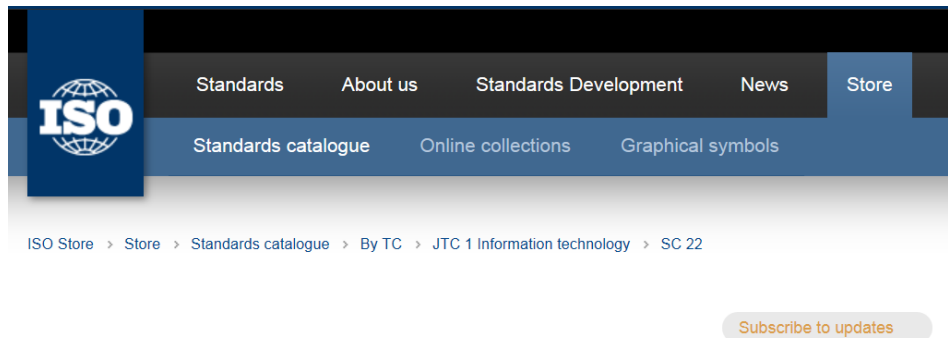 ISO
Standards About us Standards Development News Store
Standards catalogue Online collections Graphical symbols
ISO Store > Store > Standards catalogue > By TC > JTC 1 Information technology > SC 22
Subscribe to updates